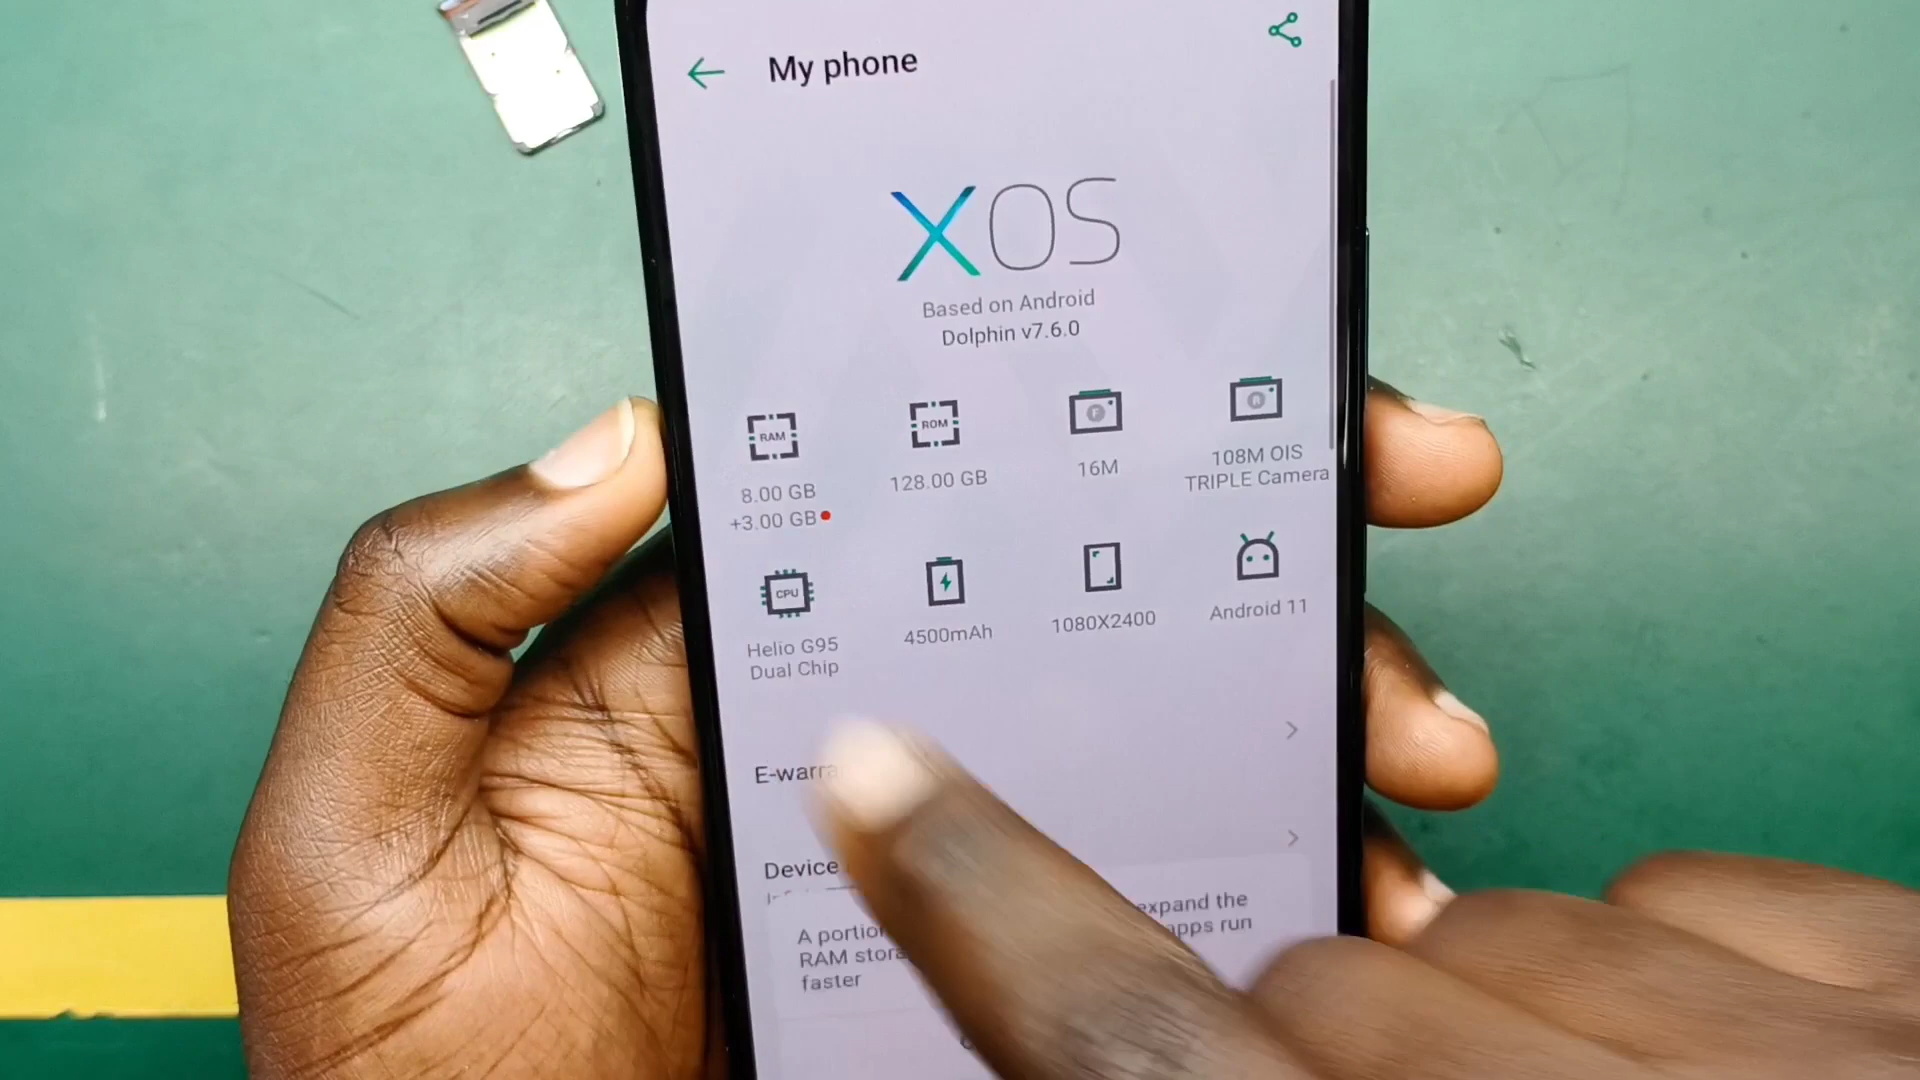 My phone
XOS
Based on Android
Dolphin v7.6.0
RAM
ROM
F
R
8.00 GB
+3.00 GB
128.00 GB
16M
108M OIS
TRIPLE Camera
CPU
Helio G95
Dual Chip
4500mAh
1080X2400
Android 11
Device
expand the
A portion
apps run
RAM
faster